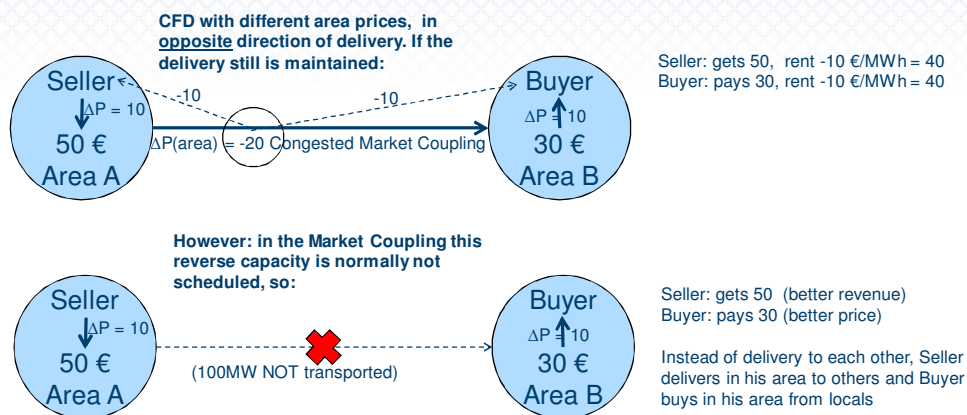 CFD with different area prices, in
opposite direction of delivery. If the
delivery still is maintained:
Seller
ΔP = 10
50 €
Area A
-10
-10
ΔP(area) = -20 Congested Market Coupling
Buyer
ΔP = 10
30 €
Area B
Seller: gets 50, rent -10 €/MWh = 40
Buyer: pays 30, rent -10 €/MWh = 40
However: in the Market Coupling this
reverse capacity is normally not
scheduled, so:
Seller
ΔP = 10
50 €
Area A
(100MW NOT transported)
Buyer
ΔP = 10
30 €
Area B
Seller: gets 50 (better revenue)
Buyer: pays 30 (better price)
Instead of delivery to each other, Seller
delivers in his area to others and Buyer
buys in his area from locals